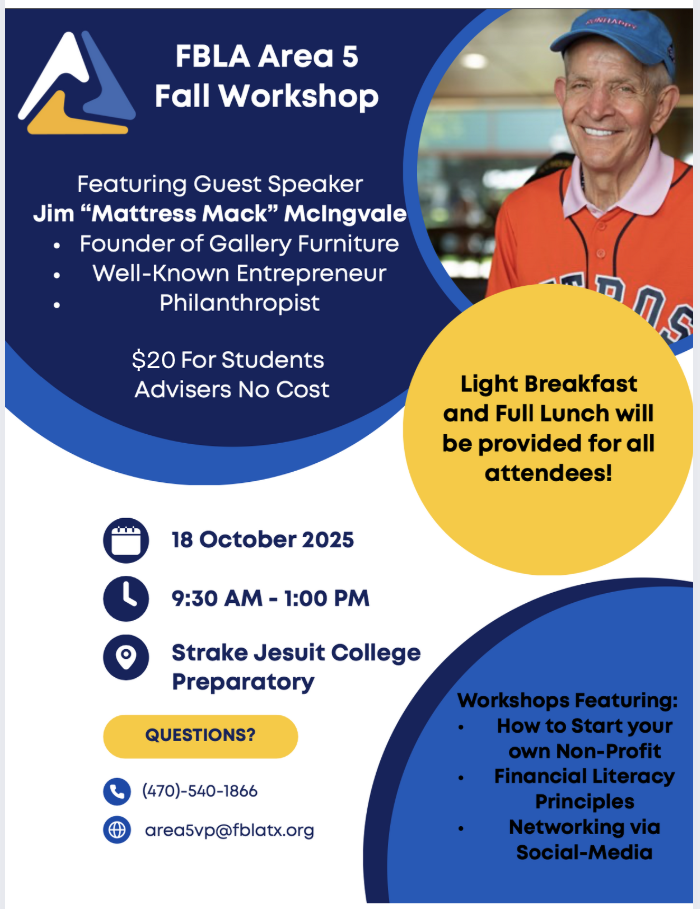 FBLA Area 5
Fall Workshop
Featuring Guest Speaker
Jim “Mattress Mack” McIngvale
• Founder of Gallery Furniture
• Well-Known Entrepreneur
• Philanthropist
$20 For Students
Advisers No Cost
Light Breakfast
and Full Lunch will
be provided for all
attendees!
18 October 2025
9:30 AM - 1:00 PM
Strake Jesuit College
Preparatory
QUESTIONS?
(470)-540-1866
area5vp@fblatx.org
Workshops Featuring:
• How to Start your
own Non-Profit
• Financial Literacy
Principles
• Networking via
Social-Media